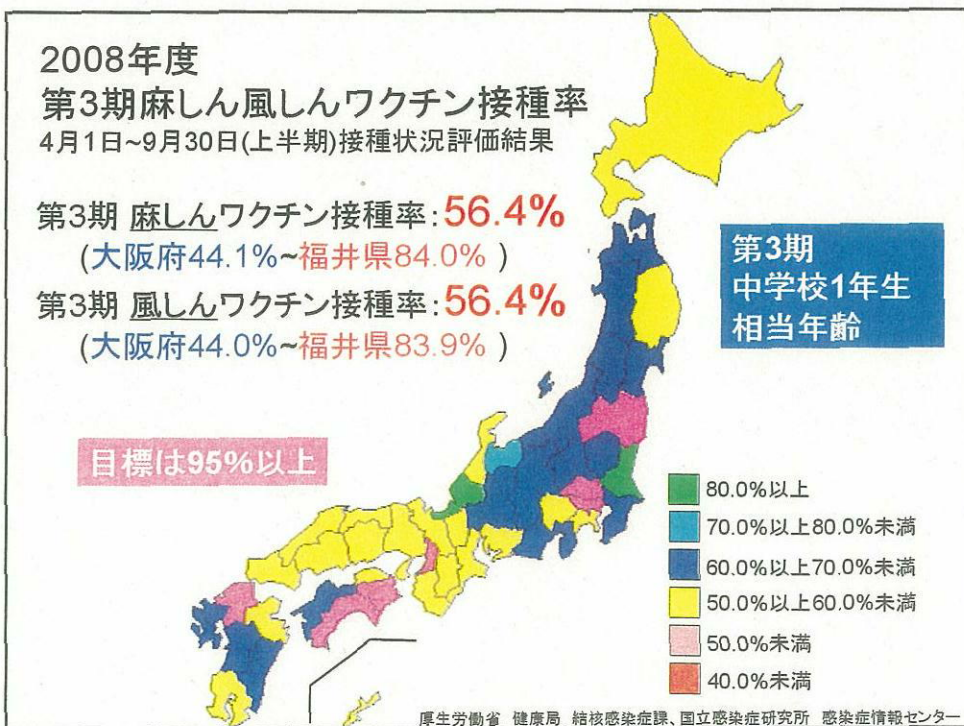 2008年度
第3期麻しん風しんワクチン接種率
4月1日~9月30日(上半期)接種状況評価結果
第3期 麻しんワクチン接種率:56.4%
(大阪府44.1%~福井県84.0% )
第3期 風しんワクチン接種率:56.4%
(大阪府44.0%~福井県83.9% )
第3期
中学校1年生
相当年齢
目標は95%以上
80.0%以上
70.0%以上80.0%未満
60.0%以上70.0%未満
50.0%以上60.0%未満
50.0%未満
40.0%未満
厚生労働省 健康局 結核感染症課、国立感染症研究所 感染症情報センター